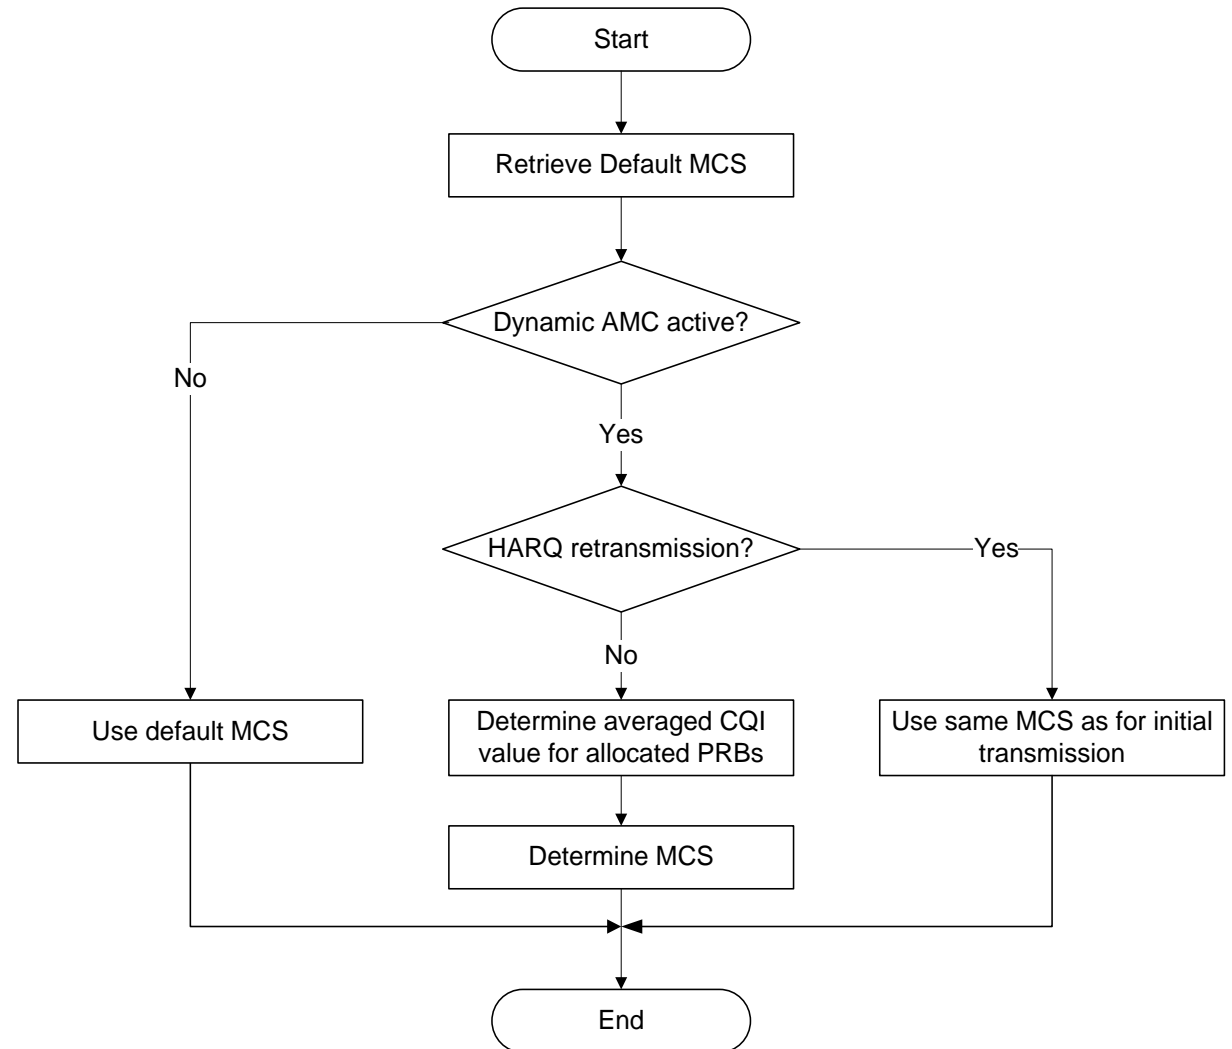 Start
Retrieve Default MCS
Dynamic AMC active?
No
Yes
HARQ retransmission?
Yes
No
Use default MCS
Determine averaged CQI
value for allocated PRBs
Use same MCS as for initial
transmission
Determine MCS
End